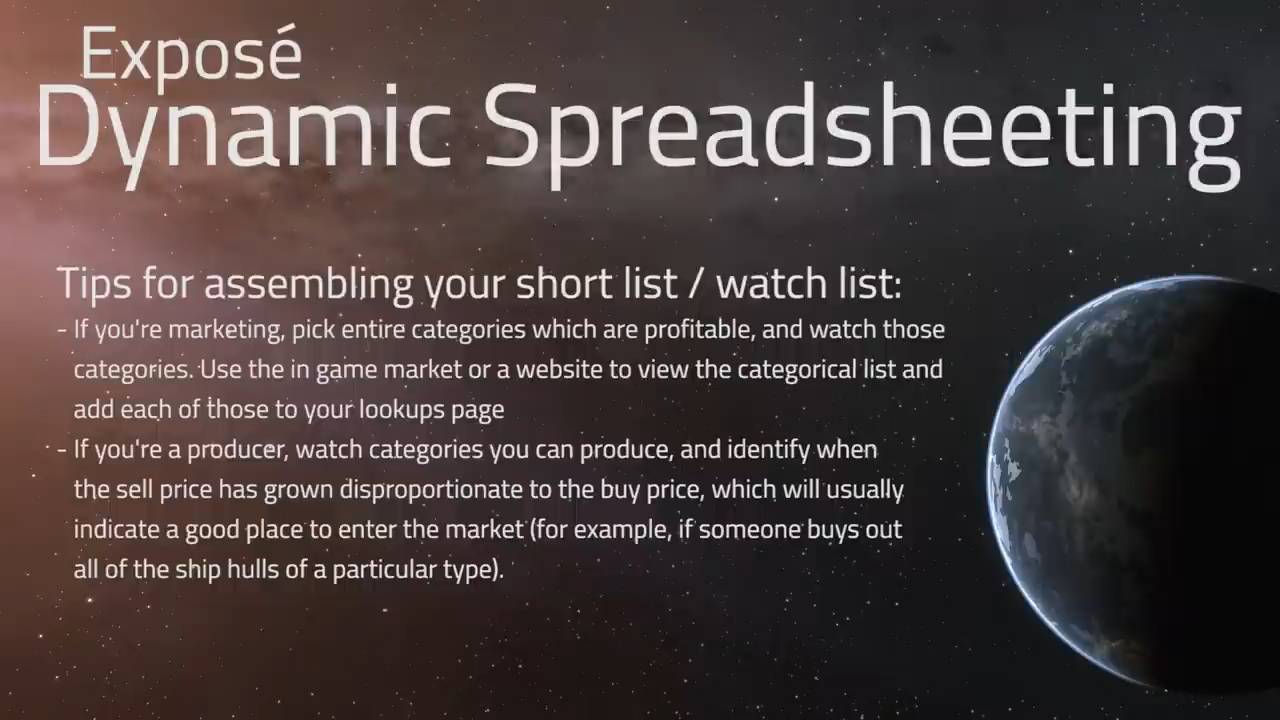 Exposé
Dynamic Spreadsheeting
Tips for assembling your short list / watch list:
- If you're marketing, pick entire categories which are profitable, and watch those
categories. Use the in game market or a website to view the categorical list and
add each of those to your lookups page
- If you're a producer, watch categories you can produce, and identify when
the sell price has grown disproportionate to the buy price, which will usually
indicate a good place to enter the market (for example, if someone buys out
all of the ship hulls of a particular type).